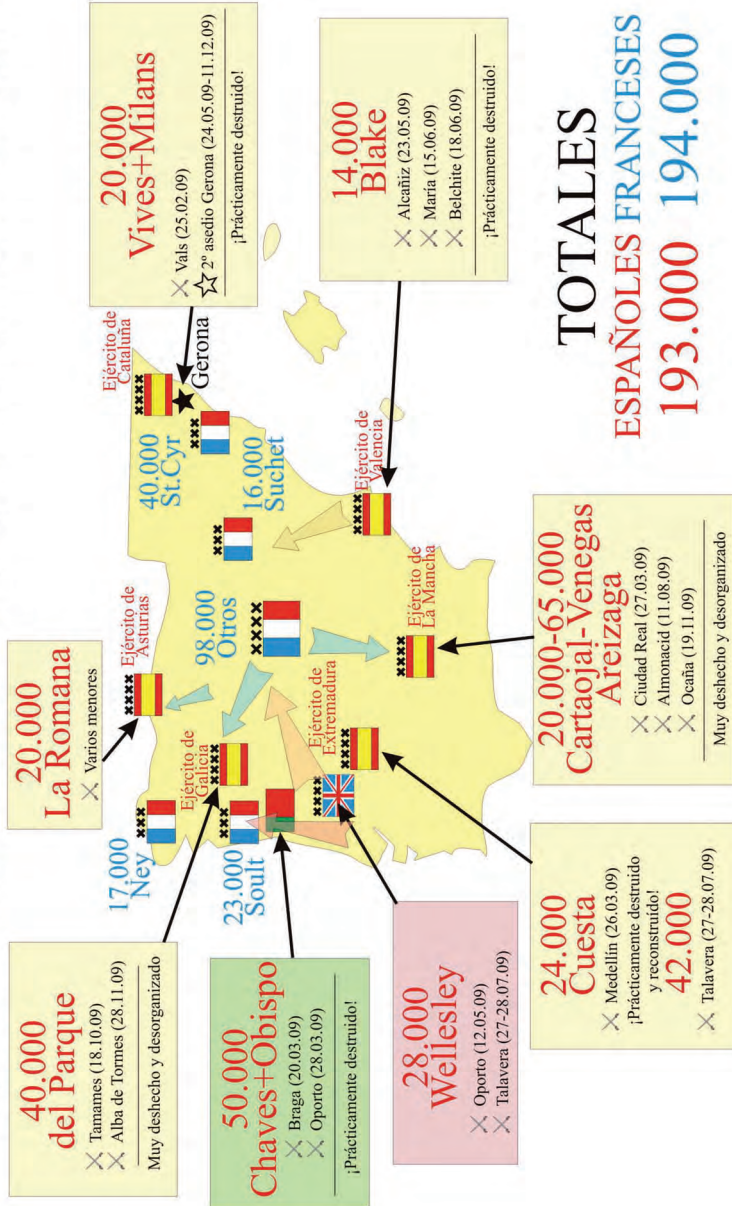 40.000
del Parque
Tamames (18.10.09)
Alba de Tormes (28.11.09)
Muy deshecho y desorganizado
20.000
La Romana
Varios menores
20.000
Vives+Milans
Vals (25.02.09)
2º asedio Gerona (24.05.09-11.12.09)
¡Prácticamente destruido!
17.000
Ney
Ejército de
Asturias
Ejército de
Cataluña
Gerona
40.000
St.Cyr
Ejército de
Galicia
98.000
Otros
16.000
Suchet
23.000
Soult
50.000
Chaves+Obispo
Braga (20.03.09)
Oporto (28.03.09)
¡Prácticamente destruido!
14.000
Blake
Alcañiz (23.05.09)
María (15.06.09)
Belchite (18.06.09)
¡Prácticamente destruido!
Ejército de
Extremadura
Ejército de
La Mancha
Ejército de
Valencia
28.000
Wellesley
Oporto (12.05.09)
Talavera (27-28.07.09)
24.000
Cuesta
Medellín (26.03.09)
¡Prácticamente destruido
y reconstruido!
42.000
Talavera (27-28.07.09)
20.000-65.000
Cartaojal-Venegas
Areizaga
Ciudad Real (27.03.09)
Almonacid (11.08.09)
Ocaña (19.11.09)
Muy deshecho y desorganizado
TOTALES
ESPAÑOLES FRANCESES
193.000 194.000